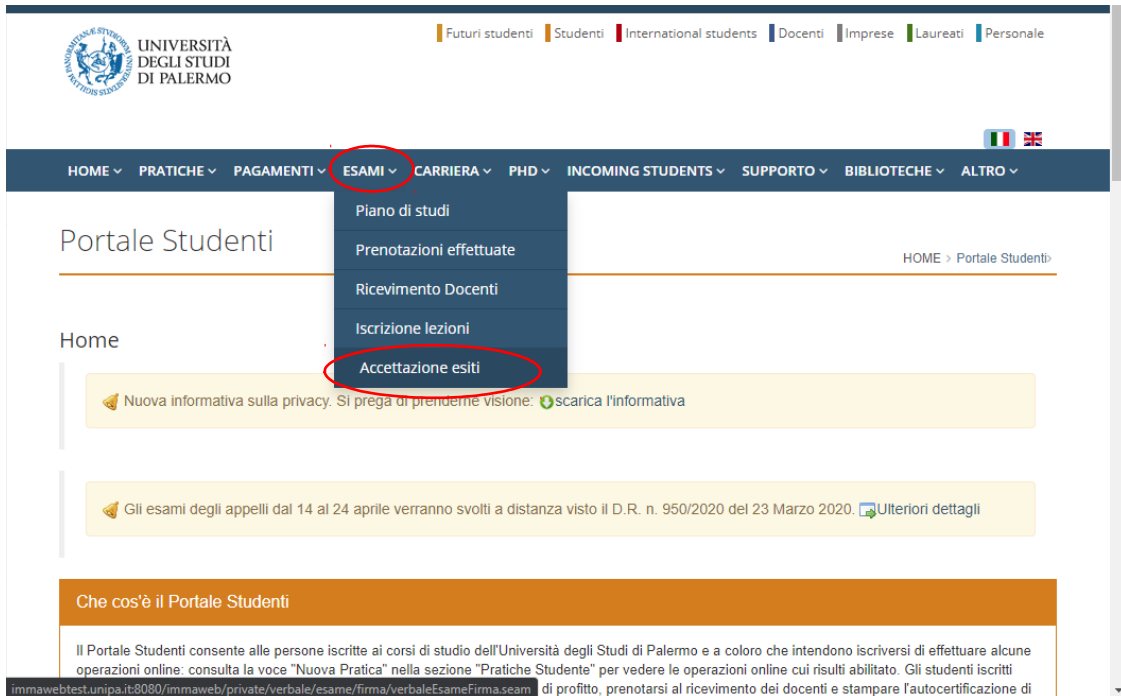 Futuri studenti Studenti International students Docenti Imprese Laureati Personale
UNIVERSITÀ
DEGLI STUDI
DI PALERMO
HOME PRATICHE PAGAMENTI ESAMI CARRIERA PHD INCOMING STUDENTS SUPPORTO BIBLIOTECHE ALTRO
Piano di studi
Prenotazioni effettuate
Ricevimento Docenti
Iscrizione lezioni
Accettazione esiti
Portale Studenti
HOME > Portale Studenti>
Home
Nuova informativa sulla privacy. Si prega di prenderne visione: scarica l'informativa
Gli esami degli appelli dal 14 al 24 aprile verranno svolti a distanza visto il D.R. n. 950/2020 del 23 Marzo 2020. Ulteriori dettagli
Che cos'è il Portale Studenti
Il Portale Studenti consente alle persone iscritte ai corsi di studio dell'Università degli Studi di Palermo e a coloro che intendono iscriversi di effettuare alcune
operazioni online: consulta la voce "Nuova Pratica" nella sezione "Pratiche Studente" per vedere le operazioni online cui risulti abilitato. Gli studenti iscritti
di profitto, prenotarsi al ricevimento dei docenti e stampare l'autocertificazione di
immawebtest.unipa.it:8080/immaweb/private/verbale/esame/firma/verbaleEsameFirma.seam